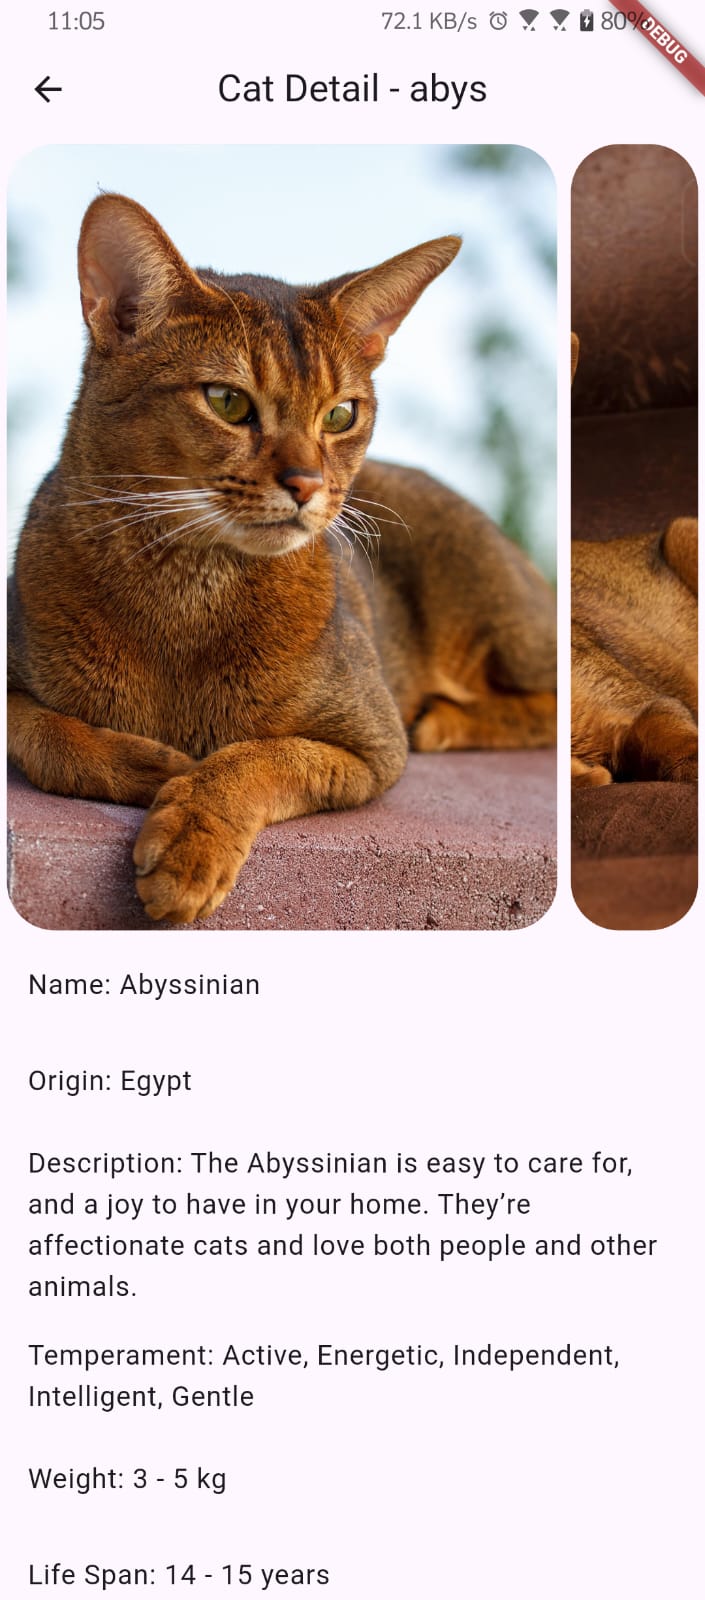 11:05 72.1 KB/s 80%
DEBUG
Cat Detail - abys
Name: Abyssinian
Origin: Egypt
Description: The Abyssinian is easy to care for,
and a joy to have in your home. They’re
affectionate cats and love both people and other
animals.
Temperament: Active, Energetic, Independent,
Intelligent, Gentle
Weight: 3 - 5 kg
Life Span: 14 - 15 years